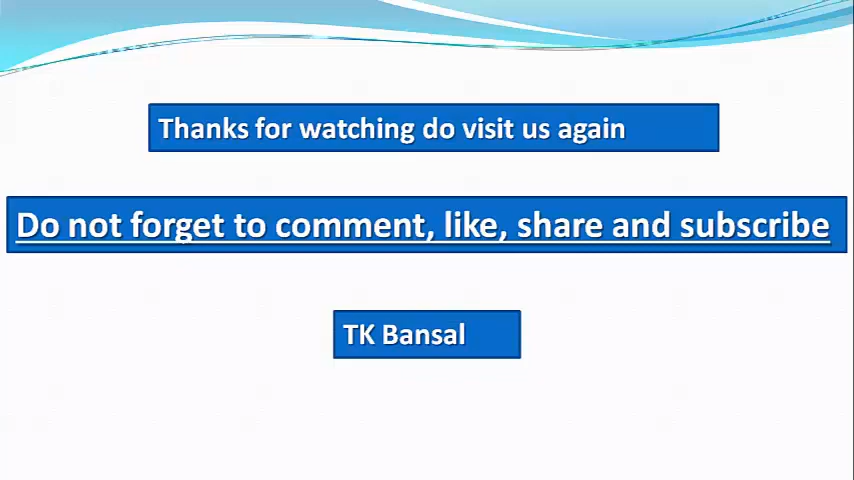 Thanks for watching do visit us again
Do not forget to comment, like, share and subscribe
TK Bansal